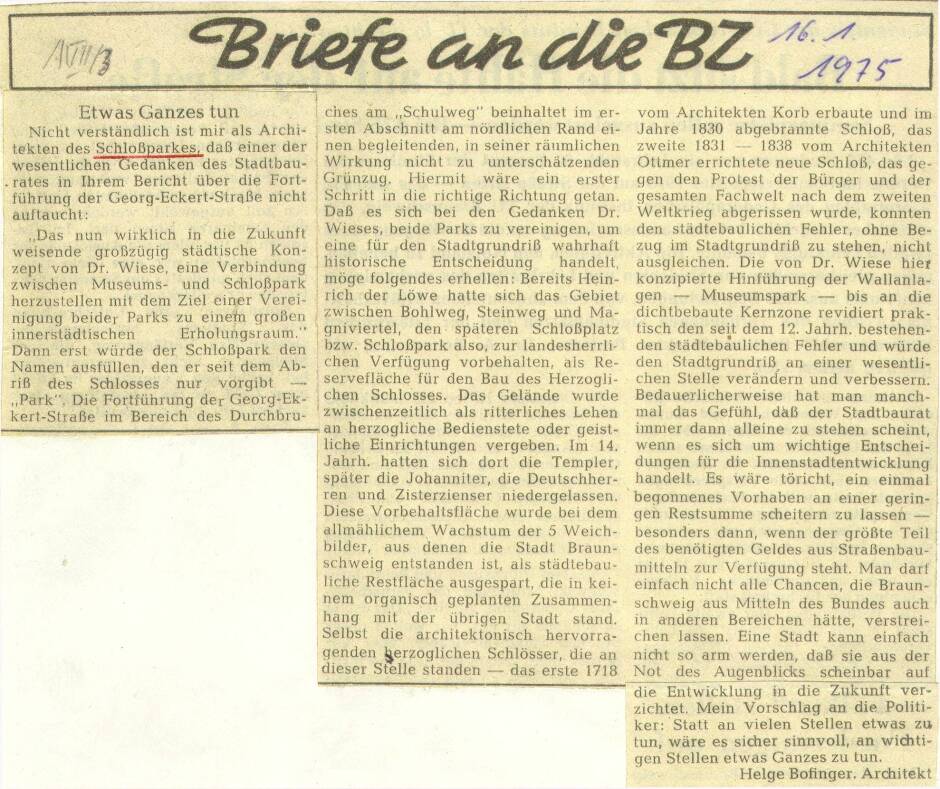 Briefe an die BZ
16. 1.
1975
Etwas Ganzes tun
Nicht verständlich ist mir als Archi-
tekten des Schloßparkes, daß einer der
wesentlichen Gedanken des Stadtbau-
rates in Ihrem Bericht über die Fort-
führung der Georg-Eckert-Straße nicht
auftaucht:
„Das nun wirklich in die Zukunft
weisende großzügig städtische Kon-
zept von Dr. Wiese, eine Verbindung
zwischen Museums- und Schloßpark
herzustellen mit dem Ziel einer Verei-
nigung beider Parks zu einem großen
innerstädtischen Erholungsraum."
Dann erst würde der Schloßpark den
Namen ausfüllen, den er seit dem Ab-
riß des Schlosses nur vorgibt —
„Park". Die Fortführung der Georg-Ek-
kert-Straße im Bereich des Durchbru-
ches am „Schulweg" beinhaltet im er-
sten Abschnitt am nördlichen Rand einen
begleitenden, in seiner räumlichen
Wirkung nicht zu unterschätzenden
Grünzug. Hiermit wäre ein erster
Schritt in die richtige Richtung getan.
Daß es sich bei den Gedanken Dr.
Wieses, beide Parks zu vereinigen, um
eine für den Stadtgrundriß wahrhaft
historische Entscheidung handelt,
möge folgendes erhellen: Bereits Hein-
rich der Löwe hatte sich das Gebiet
zwischen Bohlweg, Steinweg und Ma-
gniviertel, den späteren Schloßplatz
bzw. Schloßpark also, zur landesherrli-
chen Verfügung vorbehalten, als Re-
servefläche für den Bau des Herzogli-
chen Schlosses. Das Gelände wurde
zwischenzeitlich als ritterliches Lehen
an herzogliche Bedienstete oder geist-
liche Einrichtungen vergeben. Im 14.
Jahrh. hatten sich dort die Templer,
später die Johanniter, die Deutschher-
ren und Zisterzienser niedergelassen.
Diese Vorbehaltsfläche wurde bei dem
allmählichem Wachstum der 5 Weich-
bilder, aus denen die Stadt Braun-
schweig entstanden ist, als städtebau-
liche Restfläche ausgespart, die in kei-
nem organisch geplanten Zusammen-
hang mit der übrigen Stadt stand.
Selbst die architektonisch hervorra-
genden herzoglichen Schlösser, die an
dieser Stelle standen — das erste 1718
vom Architekten Korb erbaute und im
Jahre 1830 abgebrannte Schloß, das
zweite 1831 — 1838 vom Architekten
Ottmer errichtete neue Schloß, das ge-
gen den Protest der Bürger und der
gesamten Fachwelt nach dem zweiten
Weltkrieg abgerissen wurde, konnten
den städtebaulichen Fehler, ohne Be-
zug im Stadtgrundriß zu stehen, nicht
ausgleichen. Die von Dr. Wiese hier
konzipierte Hinführung der Wallanla-
gen — Museumspark — bis an die
dichtbebaute Kernzone revidiert prak-
tisch den seit dem 12. Jahrh. bestehen-
den städtebaulichen Fehler und würde
den Stadtgrundriß an einer wesentli-
chen Stelle verändern und verbessern.
Bedauerlicherweise hat man manch-
mal das Gefühl, daß der Stadtbaurat
immer dann alleine zu stehen scheint,
wenn es sich um wichtige Entschei-
dungen für die Innenstadtentwicklung
handelt. Es wäre töricht, ein einmal
begonnenes Vorhaben an einer gerin-
gen Restsumme scheitern zu lassen —
besonders dann, wenn der größte Teil
des benötigten Geldes aus Straßenbau-
mitteln zur Verfügung steht. Man darf
einfach nicht alle Chancen, die Braun-
schweig aus Mitteln des Bundes auch
in anderen Bereichen hätte, verstrei-
chen lassen. Eine Stadt kann einfach
nicht so arm werden, daß sie aus der
Not des Augenblicks scheinbar auf
die Entwicklung in die Zukunft ver-
zichtet. Mein Vorschlag an die Politi-
ker: Statt an vielen Stellen etwas zu
tun, wäre es sicher sinnvoll, an wichti-
gen Stellen etwas Ganzes zu tun.
Helge Bofinger. Architekt